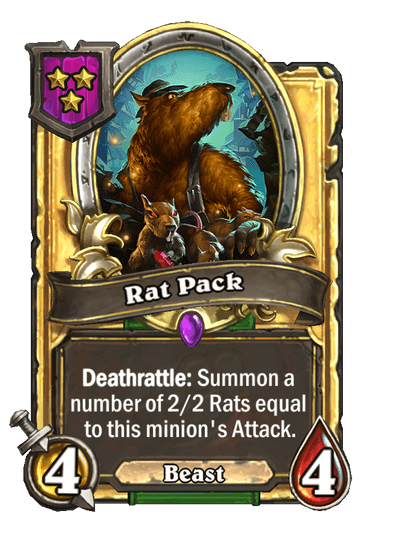 Rat Pack
Deathrattle: Summon a
number of 2/2 Rats equal
to this minion's Attack.
4
Beast
4